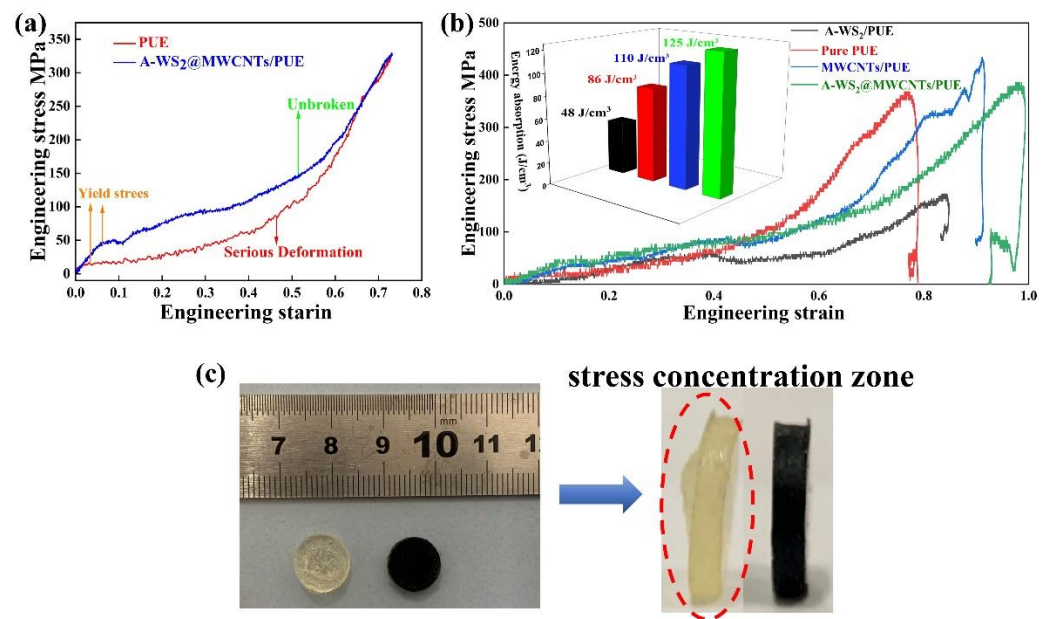 (a)
350
300
250
200
150
100
50
0
0.0 0.1 0.2 0.3 0.4 0.5 0.6 0.7 0.8
Engineering stress MPa
Engineering starin
PUE
A-WS₂@MWCNTs/PUE
Unbroken
Yield strees
Serious Deformation
(b)
500
400
300
200
100
0
0.0 0.2 0.4 0.6 0.8 1.0
Engineering stress MPa
Engineering strain
A-WS₂/PUE
Pure PUE
MWCNTs/PUE
A-WS₂@MWCNTs/PUE
Energy absorption (J/cm³)
120
100
80
60
40
20
0
48 J/cm³
86 J/cm³
110 J/cm³
125 J/cm³
(c)
stress concentration zone
mm
7 8 9 10 11